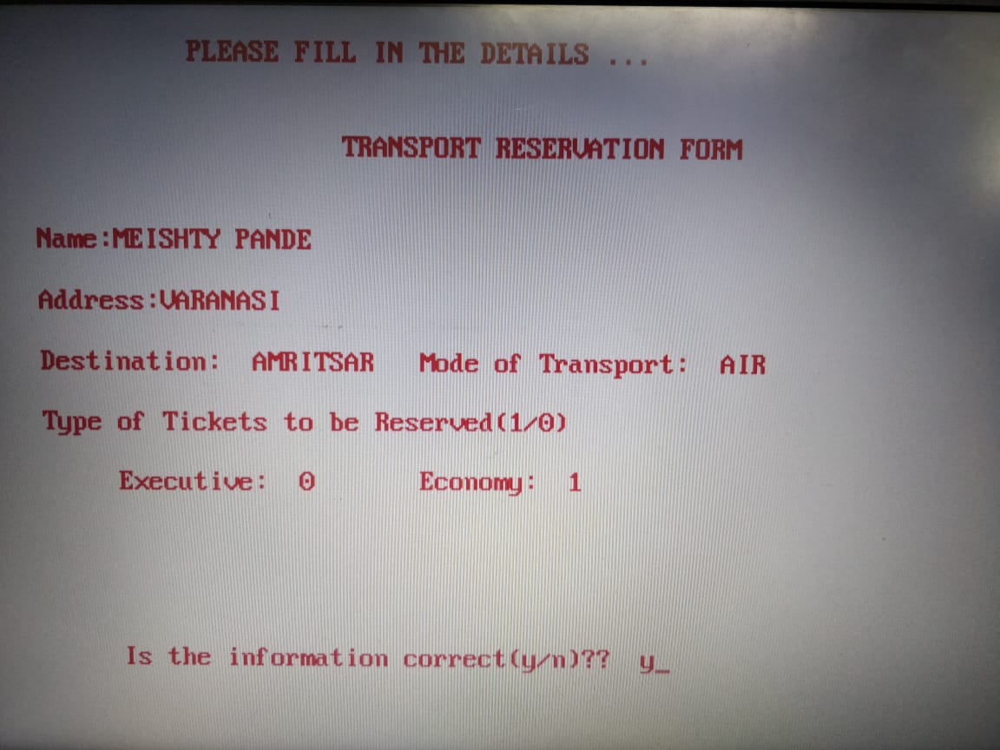 PLEASE FILL IN THE DETAILS ...
TRANSPORT RESERVATION FORM
Name:MEISHTY PANDE
Address:VARANASI
Destination: AMRITSAR Mode of Transport: AIR
Type of Tickets to be Reserved(1/0)
Executive: 0 Economy: 1
Is the information correct(y/n)?? y_